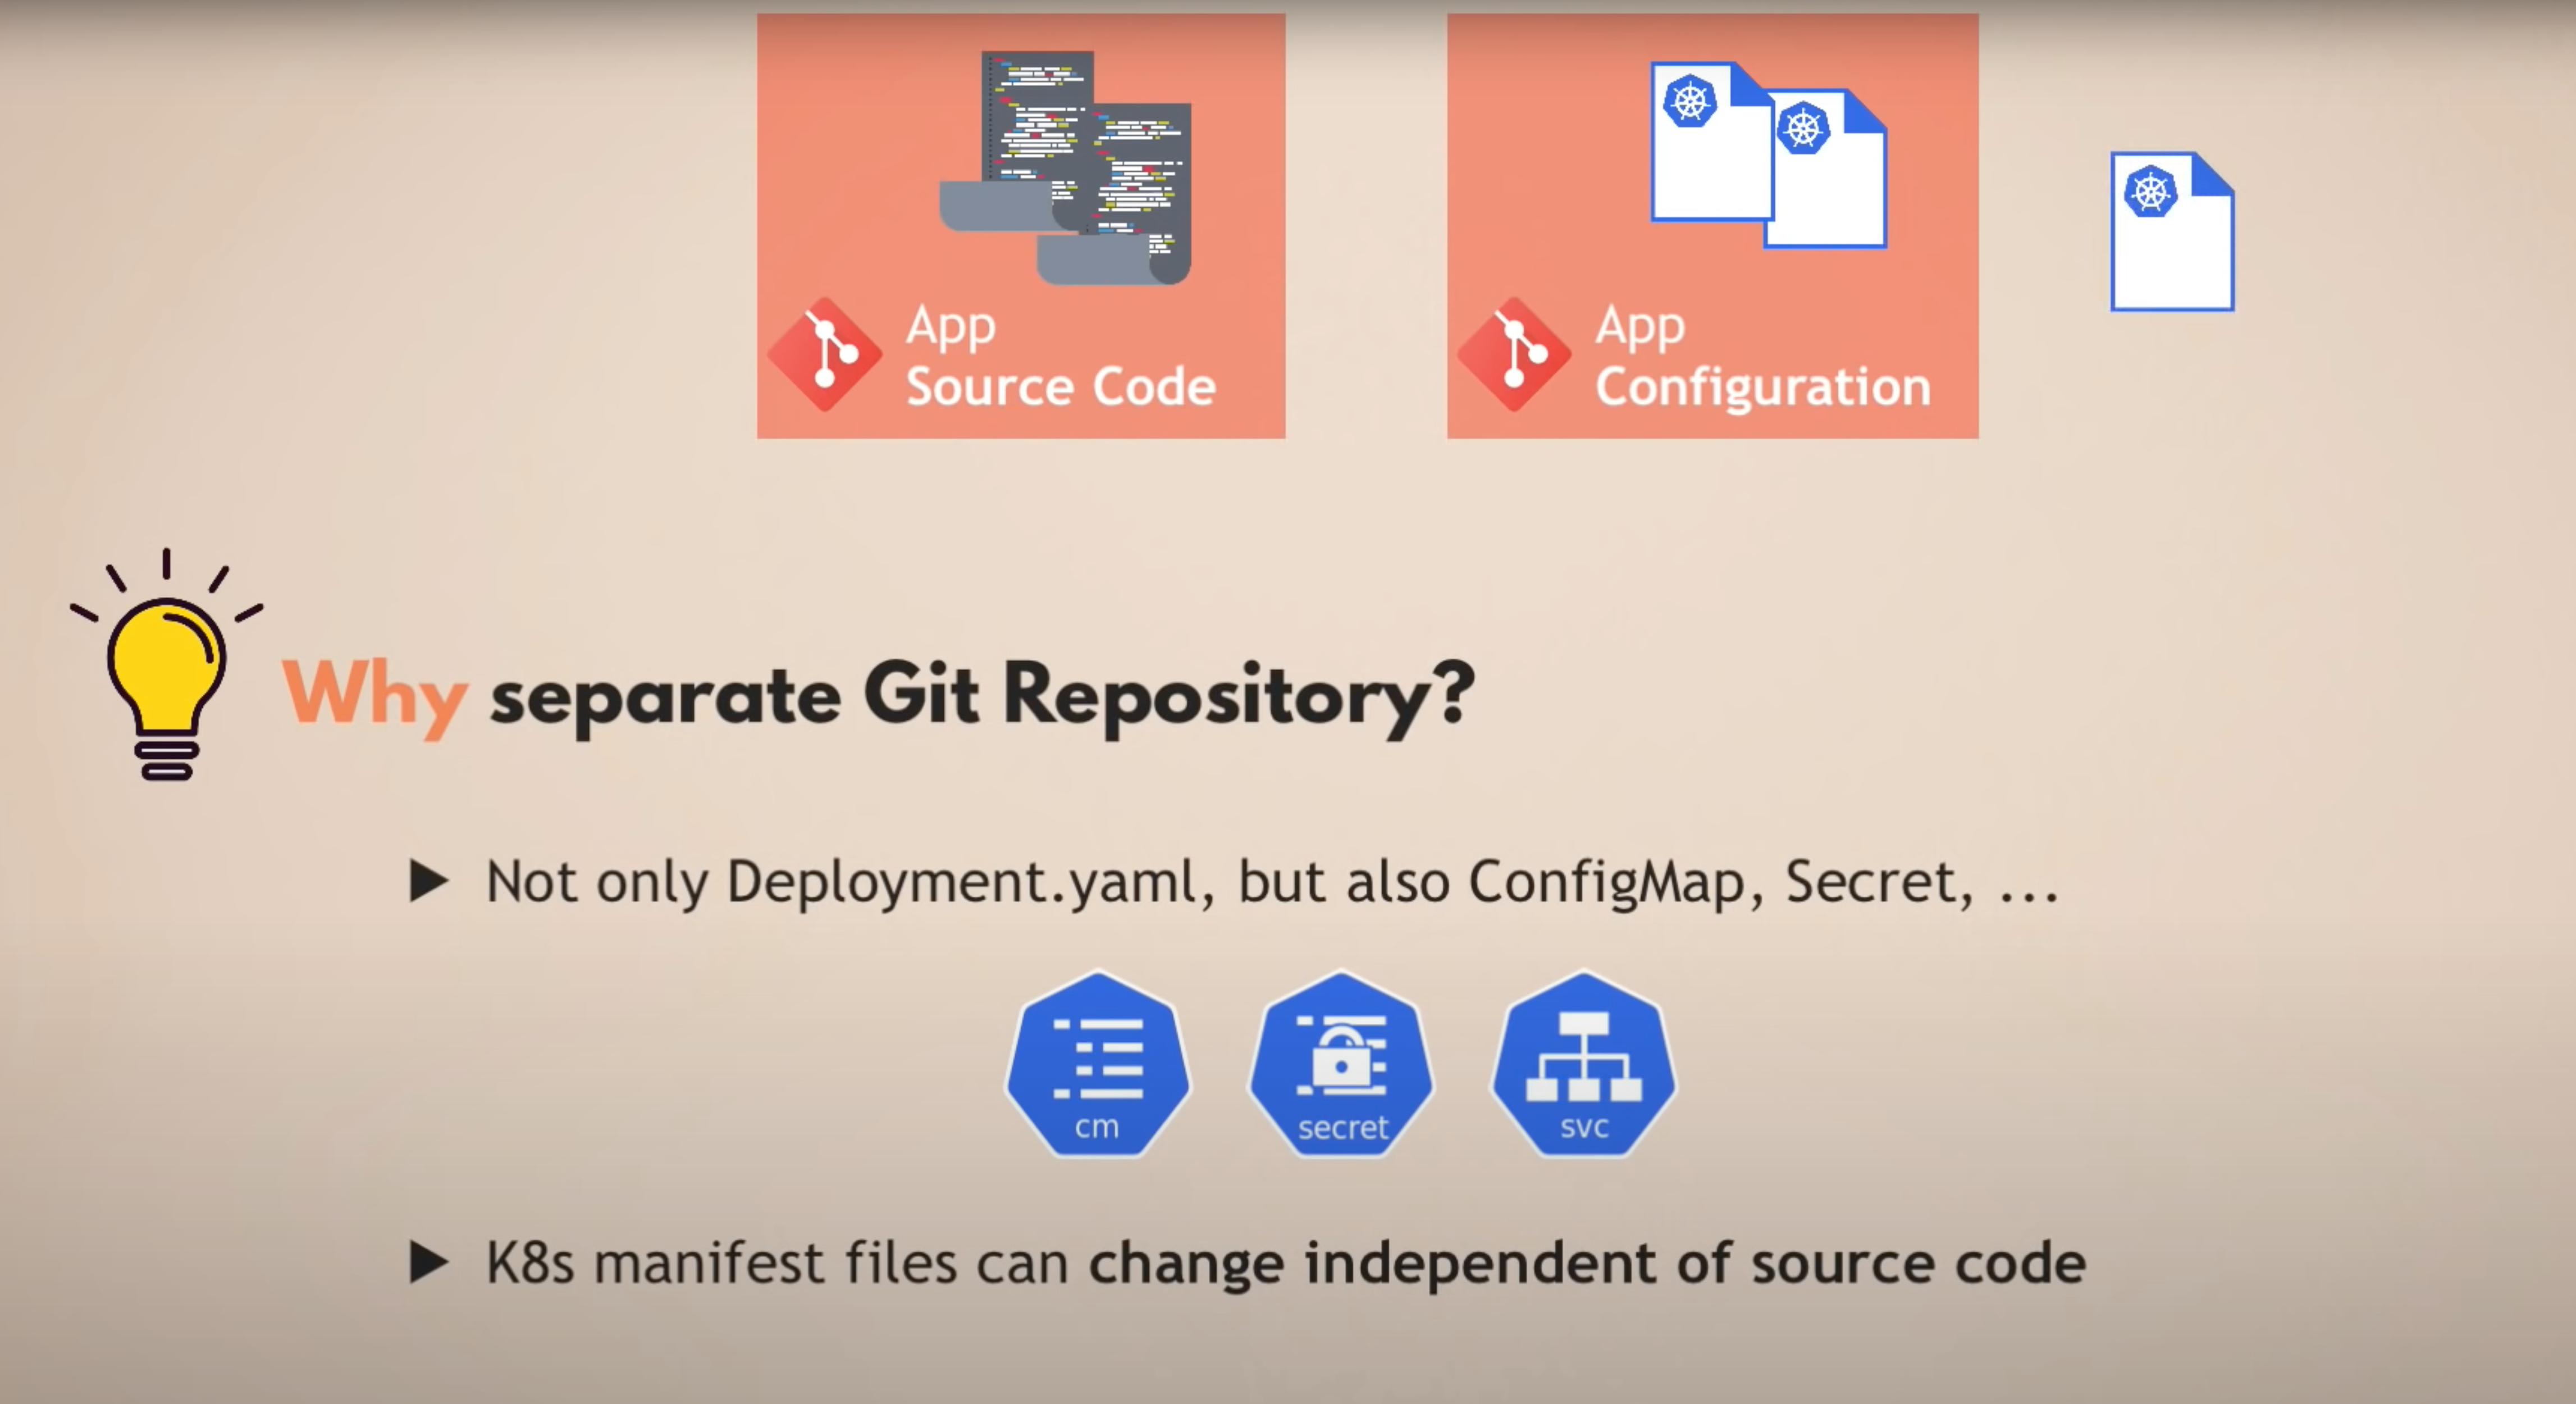 App
Source Code
App
Configuration
Why separate Git Repository?
Not only Deployment.yaml, but also ConfigMap, Secret, ...
cm
secret
svc
K8s manifest files can change independent of source code